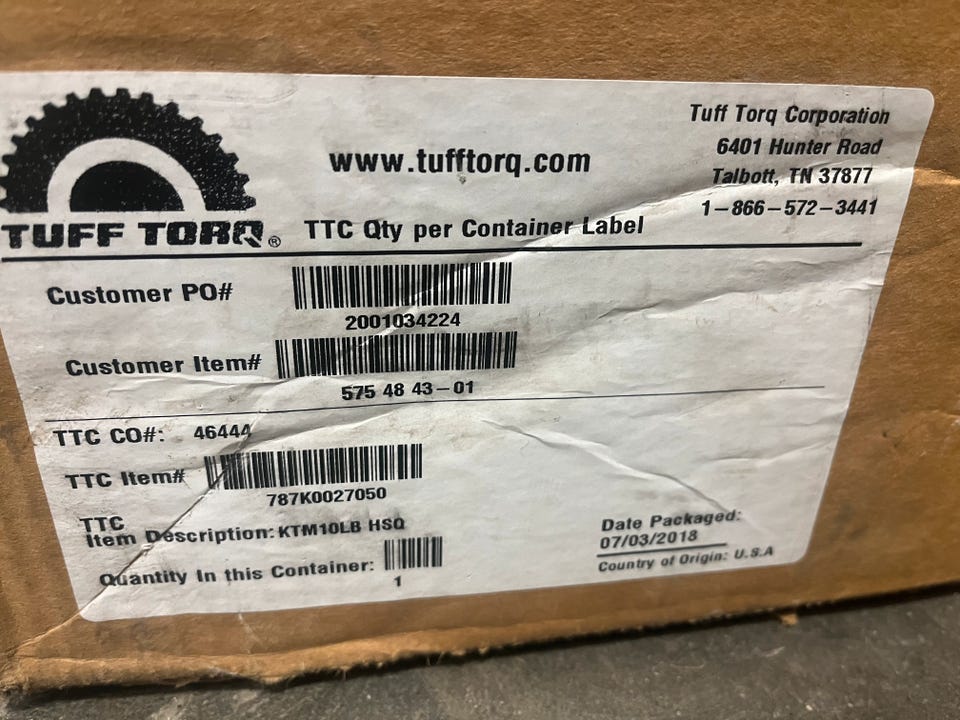 TUFF TORQ®
www.tufftorq.com
TTC Qty per Container Label
Tuff Torq Corporation
6401 Hunter Road
Talbott, TN 37877
1-866-572-3441
Customer PO#
2001034224
Customer Item#
575 48 43-01
TTC CO#: 46444
TTC Item#
787K0027050
TTC
Item Description: KTM10LB HSQ
Quantity In this Container:
1
Date Packaged:
07/03/2018
Country of Origin: U.S.A